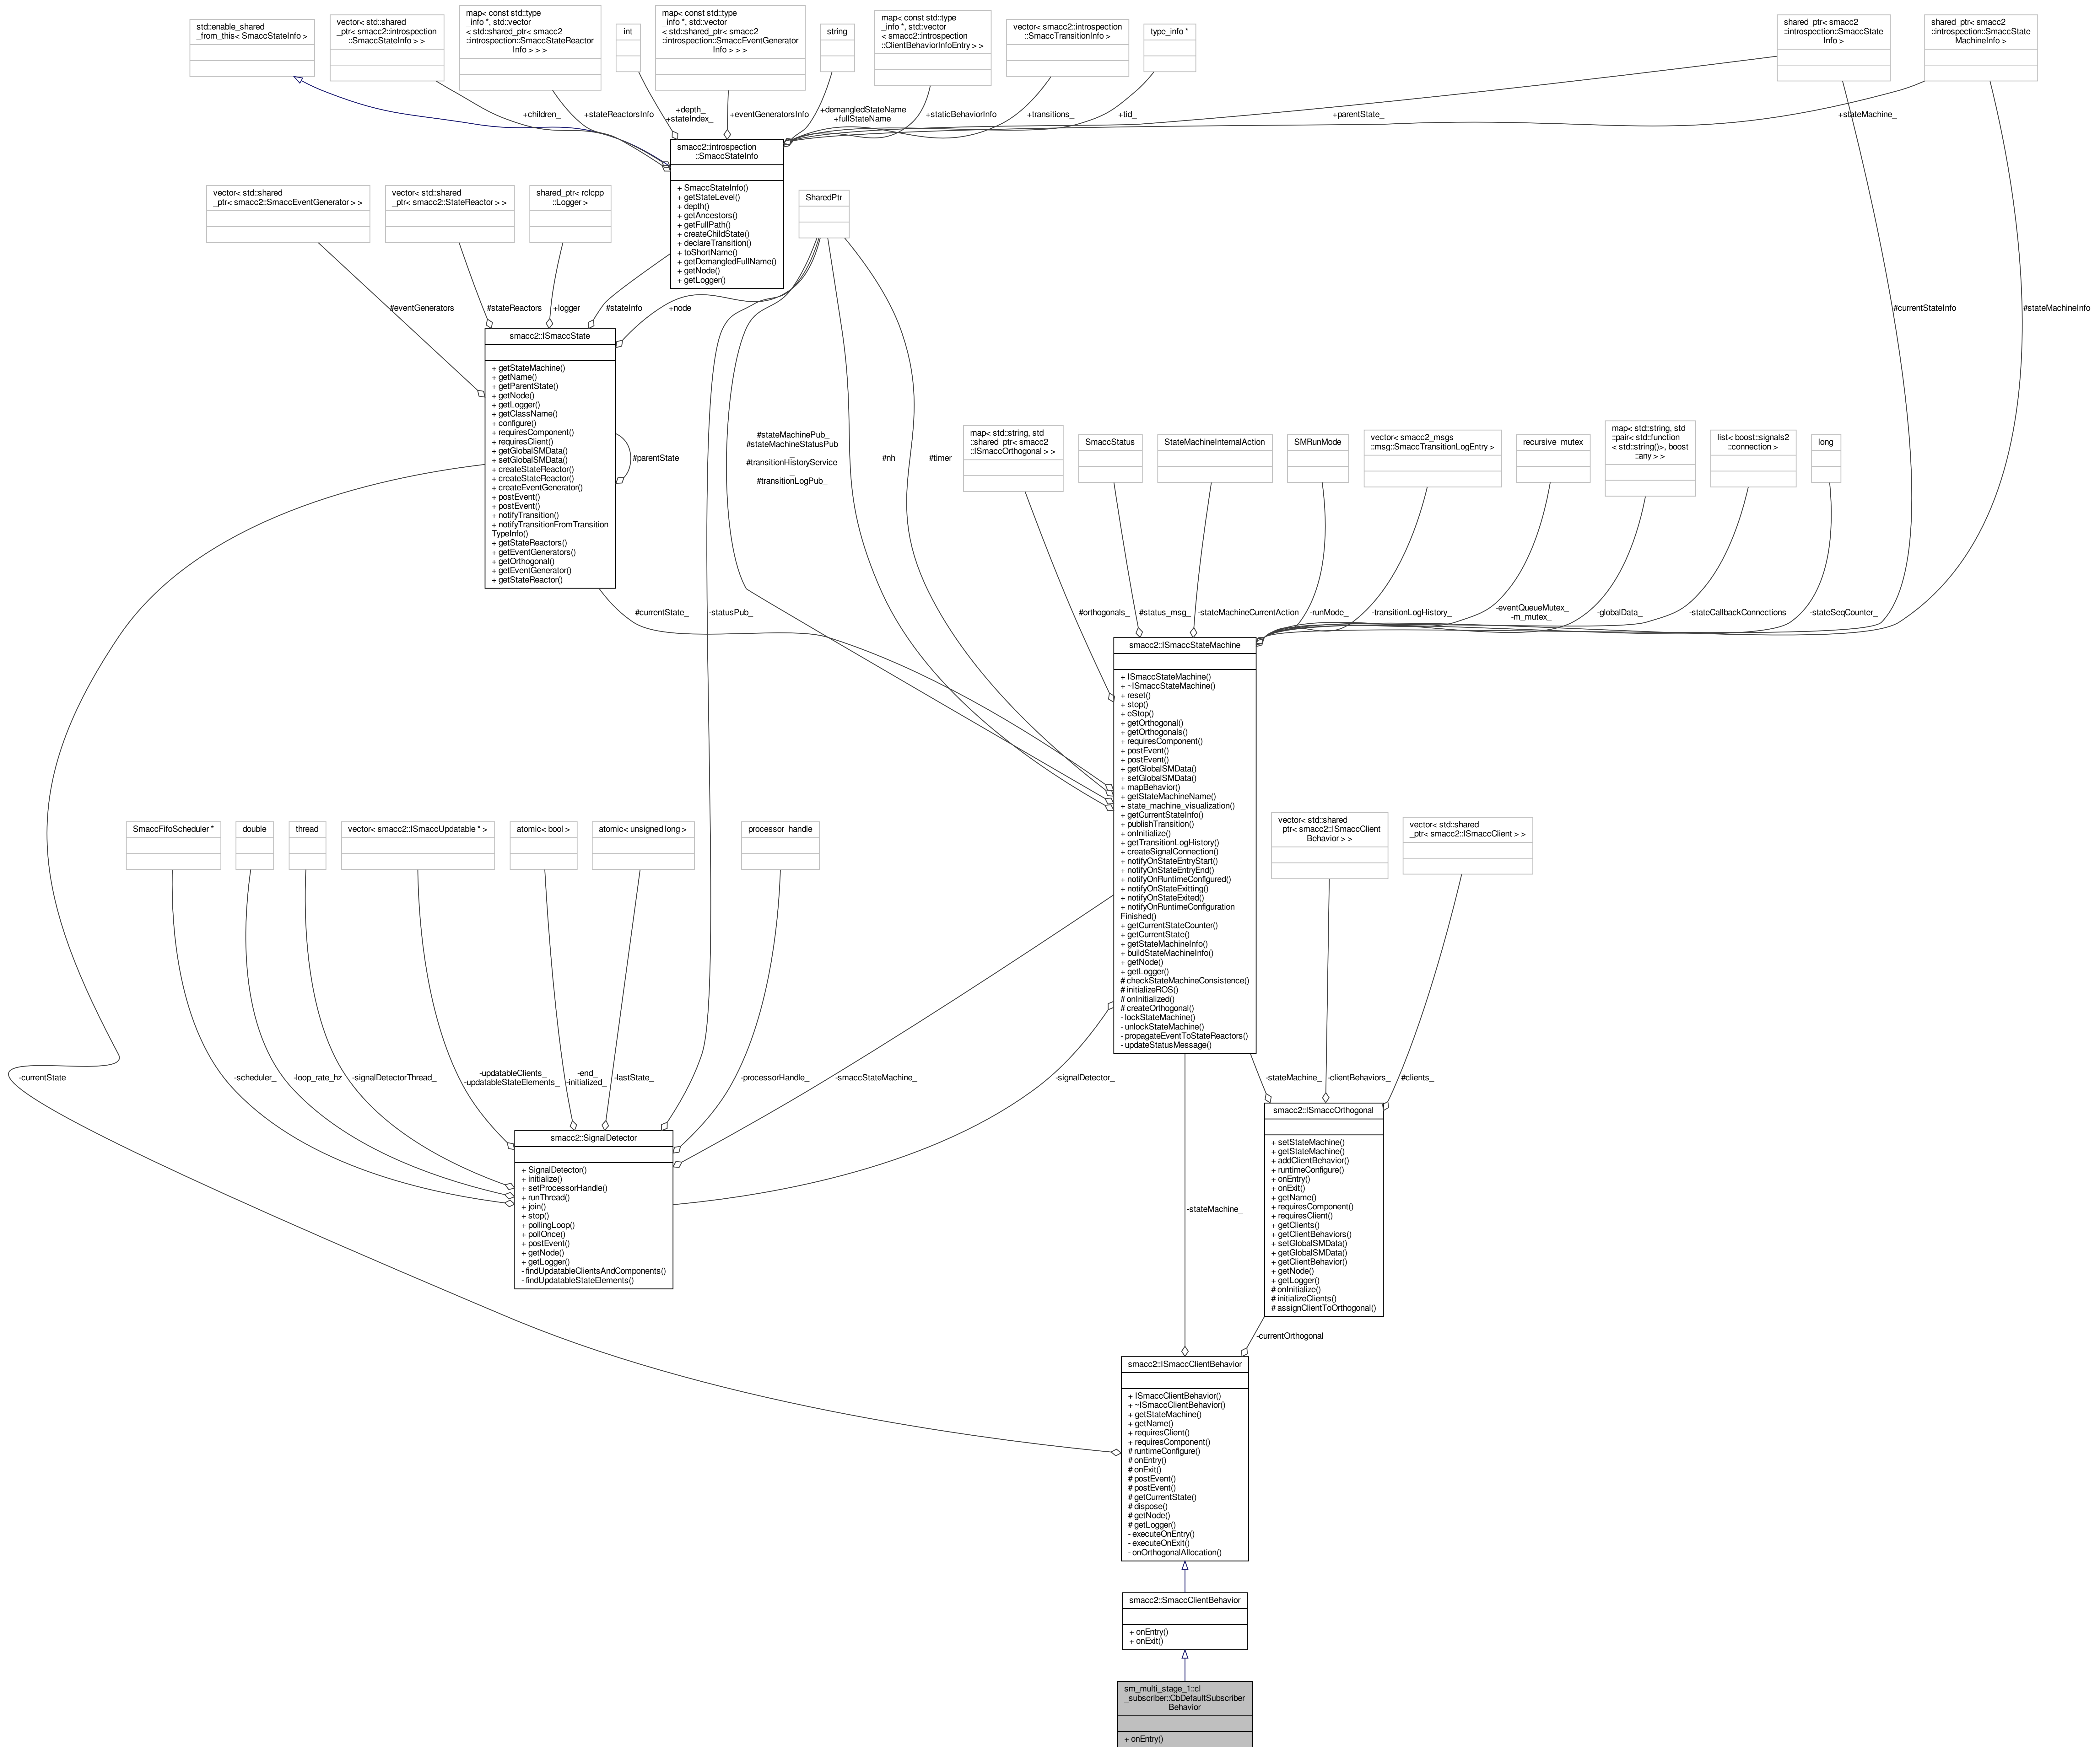 std::enable_shared
_from_this< SmaccStateInfo >
vector< std::shared
_ptr< smacc2::introspection
::SmaccStateInfo > >
map< const std::type
_info *, std::vector
< std::shared_ptr< smacc2
::introspection::SmaccStateReactor
Info > > >
int
map< const std::type
_info *, std::vector
< std::shared_ptr< smacc2
::introspection::SmaccEventGenerator
Info > > >
string
map< const std::type
_info *, std::vector
< smacc2::introspection
::ClientBehaviorInfoEntry > >
vector< smacc2::introspection
::SmaccTransitionInfo >
type_info *
shared_ptr< smacc2
::introspection::SmaccState
Info >
shared_ptr< smacc2
::introspection::SmaccState
MachineInfo >
+children_
+stateReactorsInfo
+depth_
+stateIndex_
+eventGeneratorsInfo
+demangledStateName
+fullStateName
+staticBehaviorInfo
+transitions_
+tid_
+parentState_
+stateMachine_
smacc2::introspection
::SmaccStateInfo
+ SmaccStateInfo()
+ getStateLevel()
+ depth()
+ getAncestors()
+ getFullPath()
+ createChildState()
+ declareTransition()
+ toShortName()
+ getDemangledFullName()
+ getNode()
+ getLogger()
vector< std::shared
_ptr< smacc2::SmaccEventGenerator > >
vector< std::shared
_ptr< smacc2::StateReactor > >
shared_ptr< rclcpp
::Logger >
SharedPtr
#eventGenerators_
#stateReactors_
+logger_
#stateInfo_
+node_
#currentStateInfo_
#stateMachineInfo_
smacc2::ISmaccState
+ getStateMachine()
+ getName()
+ getParentState()
+ getNode()
+ getLogger()
+ getClassName()
+ configure()
+ requiresComponent()
+ requiresClient()
+ getGlobalSMData()
+ setGlobalSMData()
+ createStateReactor()
+ createStateReactor()
+ createEventGenerator()
+ postEvent()
+ postEvent()
+ notifyTransition()
+ notifyTransitionFromTransition
TypeInfo()
+ getStateReactors()
+ getEventGenerators()
+ getOrthogonal()
+ getEventGenerator()
+ getStateReactor()
#parentState_
#stateMachinePub_
#stateMachineStatusPub
_
#transitionHistoryService
_
#transitionLogPub_
#nh_
#timer_
map< std::string, std
::shared_ptr< smacc2
::ISmaccOrthogonal > >
SmaccStatus
StateMachineInternalAction
SMRunMode
vector< smacc2_msgs
::msg::SmaccTransitionLogEntry >
recursive_mutex
map< std::string, std
::pair< std::function
< std::string()>, boost
::any > >
list< boost::signals2
::connection >
long
#currentState_
-statusPub_
#orthogonals_
#status_msg_
-stateMachineCurrentAction
-runMode_
-transitionLogHistory_
-eventQueueMutex_
-m_mutex_
-globalData_
-stateCallbackConnections
-stateSeqCounter_
smacc2::ISmaccStateMachine
+ ISmaccStateMachine()
+ ~ISmaccStateMachine()
+ reset()
+ stop()
+ eStop()
+ getOrthogonal()
+ getOrthogonals()
+ requiresComponent()
+ postEvent()
+ postEvent()
+ getGlobalSMData()
+ setGlobalSMData()
+ mapBehavior()
+ getStateMachineName()
+ state_machine_visualization()
+ getCurrentStateInfo()
+ publishTransition()
+ onInitialize()
+ getTransitionLogHistory()
+ createSignalConnection()
+ notifyOnStateEntryStart()
+ notifyOnStateEntryEnd()
+ notifyOnRuntimeConfigured()
+ notifyOnStateExitting()
+ notifyOnStateExited()
+ notifyOnRuntimeConfiguration
Finished()
+ getCurrentStateCounter()
+ getCurrentState()
+ getStateMachineInfo()
+ buildStateMachineInfo()
+ getNode()
+ getLogger()
# checkStateMachineConsistence()
# initializeROS()
# onInitialized()
# createOrthogonal()
- lockStateMachine()
- unlockStateMachine()
- propagateEventToStateReactors()
- updateStatusMessage()
SmaccFifoScheduler *
double
thread
vector< smacc2::ISmaccUpdatable * >
atomic< bool >
atomic< unsigned long >
processor_handle
vector< std::shared
_ptr< smacc2::ISmaccClient
Behavior > >
vector< std::shared
_ptr< smacc2::ISmaccClient > >
-currentState
-scheduler_
-loop_rate_hz
-signalDetectorThread_
-updatableClients_
-updatableStateElements_
-end_
-initialized_
-lastState_
-processorHandle_
-smaccStateMachine_
-signalDetector_
-stateMachine_
-clientBehaviors_
#clients_
smacc2::SignalDetector
+ SignalDetector()
+ initialize()
+ setProcessorHandle()
+ runThread()
+ join()
+ stop()
+ pollingLoop()
+ pollOnce()
+ postEvent()
+ getNode()
+ getLogger()
- findUpdatableClientsAndComponents()
- findUpdatableStateElements()
smacc2::ISmaccOrthogonal
+ setStateMachine()
+ getStateMachine()
+ addClientBehavior()
+ runtimeConfigure()
+ onEntry()
+ onExit()
+ getName()
+ requiresComponent()
+ requiresClient()
+ getClients()
+ getClientBehaviors()
+ setGlobalSMData()
+ getGlobalSMData()
+ getClientBehavior()
+ getNode()
+ getLogger()
# onInitialize()
# initializeClients()
# assignClientToOrthogonal()
-stateMachine_
-currentOrthogonal
smacc2::ISmaccClientBehavior
+ ISmaccClientBehavior()
+ ~ISmaccClientBehavior()
+ getStateMachine()
+ getName()
+ requiresClient()
+ requiresComponent()
# runtimeConfigure()
# onEntry()
# onExit()
# postEvent()
# postEvent()
# getCurrentState()
# dispose()
# getNode()
# getLogger()
- executeOnEntry()
- executeOnExit()
- onOrthogonalAllocation()
smacc2::SmaccClientBehavior
+ onEntry()
+ onExit()
sm_multi_stage_1::cl
_subscriber::CbDefaultSubscriber
Behavior
+ onEntry()